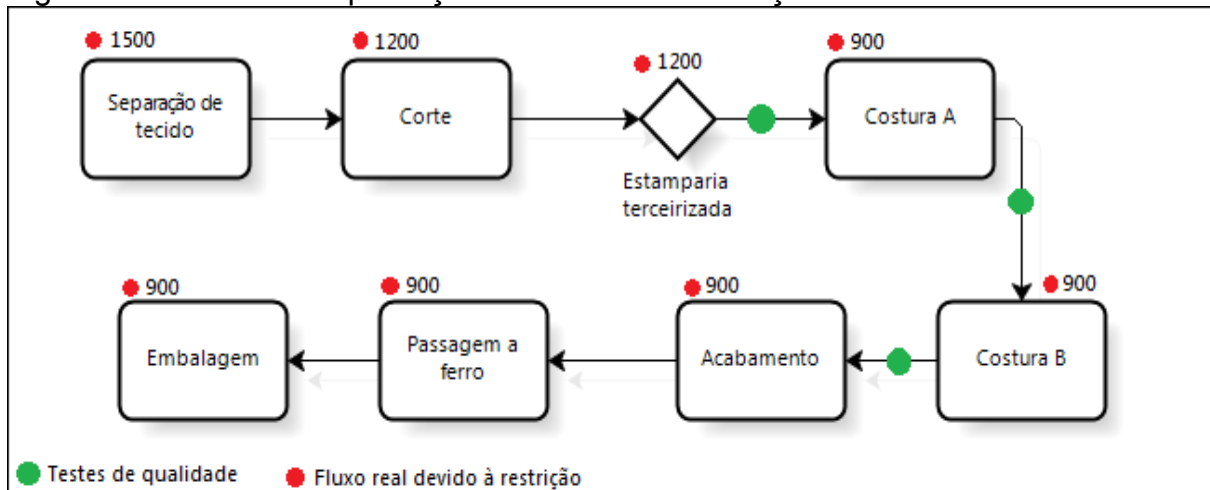 1500
Separação de
tecido
1200
Corte
1200
Estamparia
terceirizada
900
Costura A
900
Embalagem
900
Passagem a
ferro
900
Acabamento
900
Costura B
Testes de qualidade
Fluxo real devido à restrição